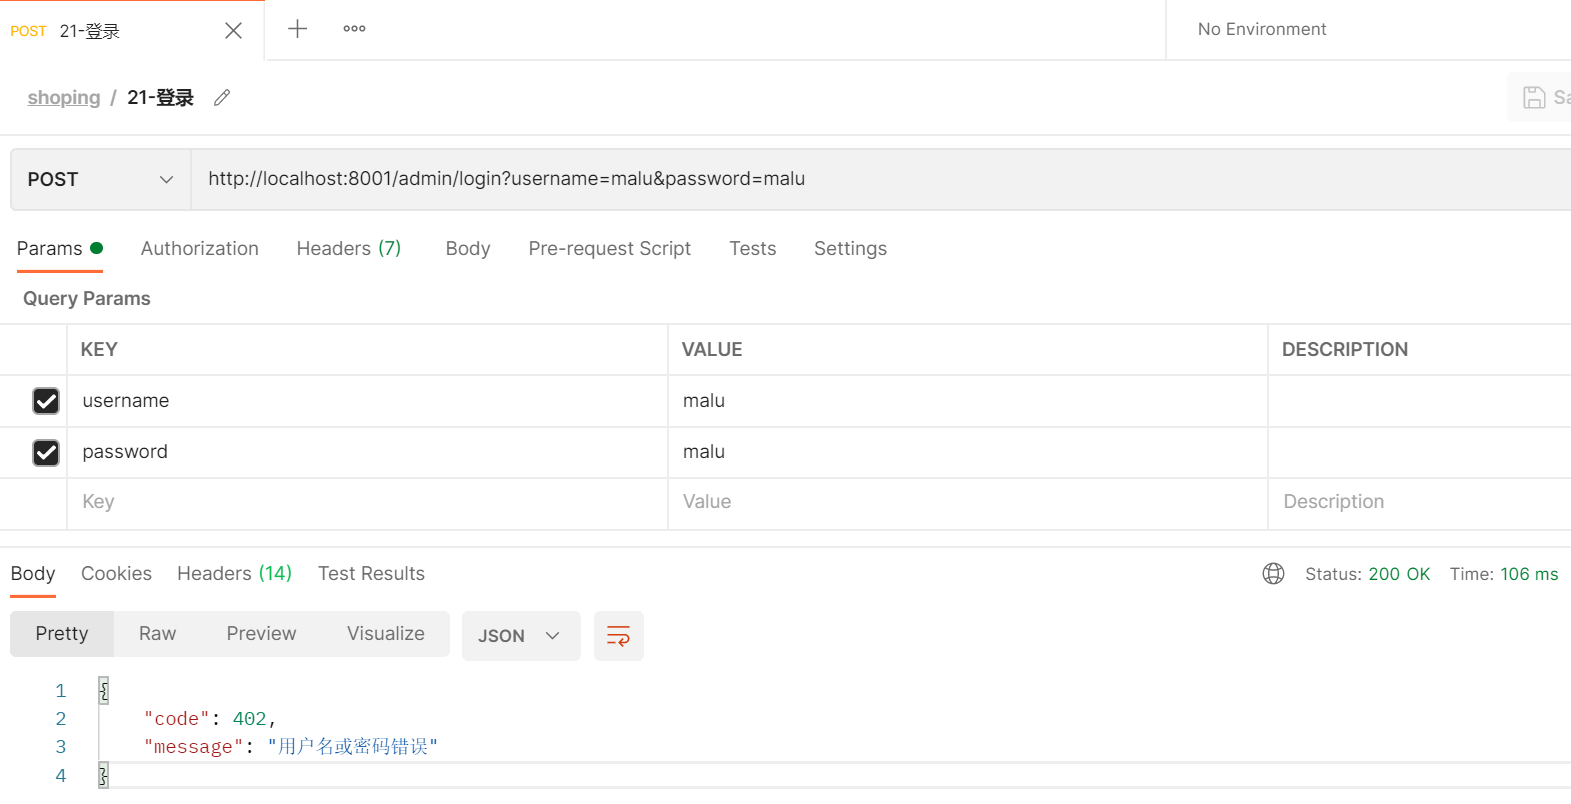 POST 21-登录 No Environment
shoping / 21-登录
POST http://localhost:8001/admin/login?username=malu&password=malu
Params Authorization Headers (7) Body Pre-request Script Tests Settings
Query Params
KEY VALUE DESCRIPTION
username malu
password malu
Key Value Description
Body Cookies Headers (14) Test Results Status: 200 OK Time: 106 ms
Pretty Raw Preview Visualize JSON
1 {
2 "code": 402,
3 "message": "用户名或密码错误"
4 }